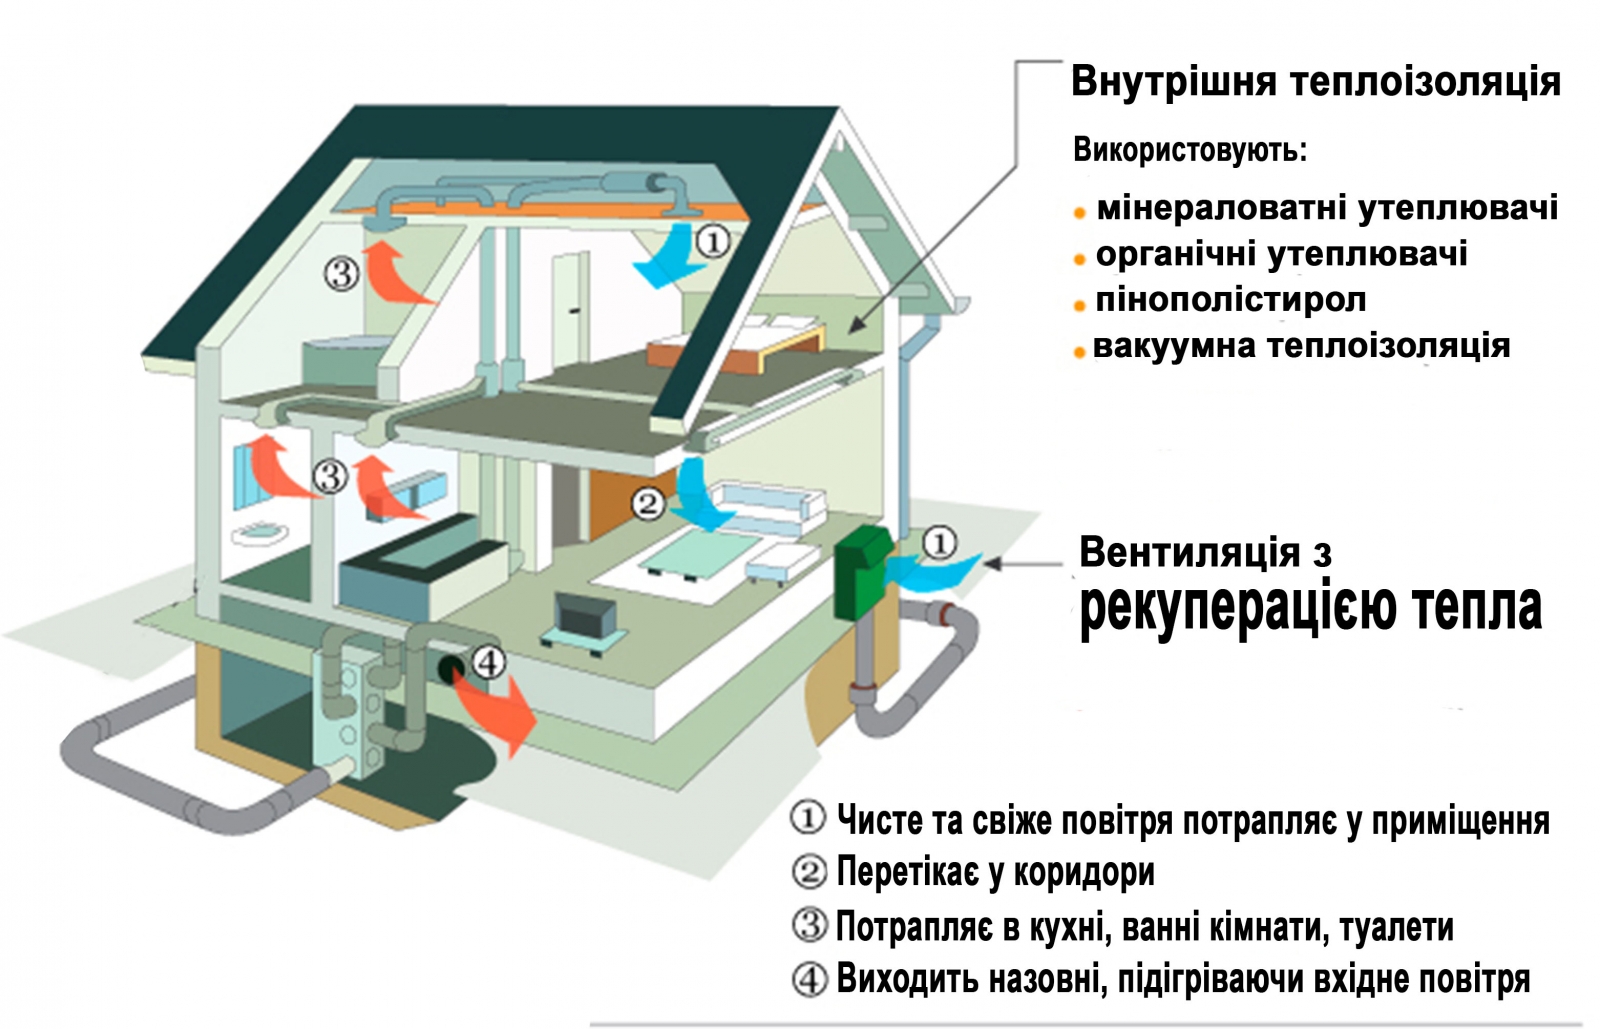 Внутрішня теплоізоляція
Використовують:
• мінераловатні утеплювачі
• органічні утеплювачі
• пінополістирол
• вакуумна теплоізоляція
① ③ ③ ② ① ④
Вентиляція з
рекуперацією тепла
① Чисте та свіже повітря потрапляє у приміщення
② Перетікає у коридори
③ Потрапляє в кухні, ванні кімнати, туалети
④ Виходить назовні, підігріваючи вхідне повітря